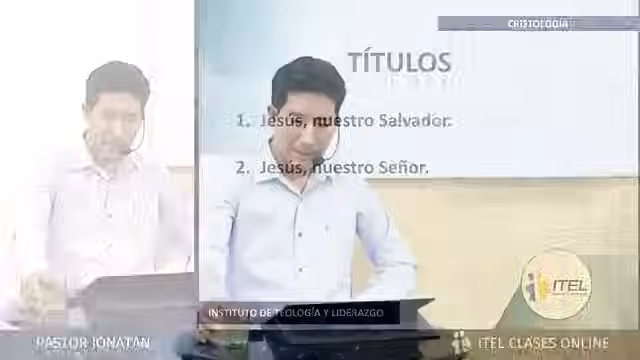 CRISTOLOGÍA
TÍTULOS
1. Jesús, nuestro Salvador.
2. Jesús, nuestro Señor.
ITEL
INSTITUTO DE TEOLOGÍA Y LIDERAZGO
PASTOR JONATAN
ITEL CLASES ONLINE